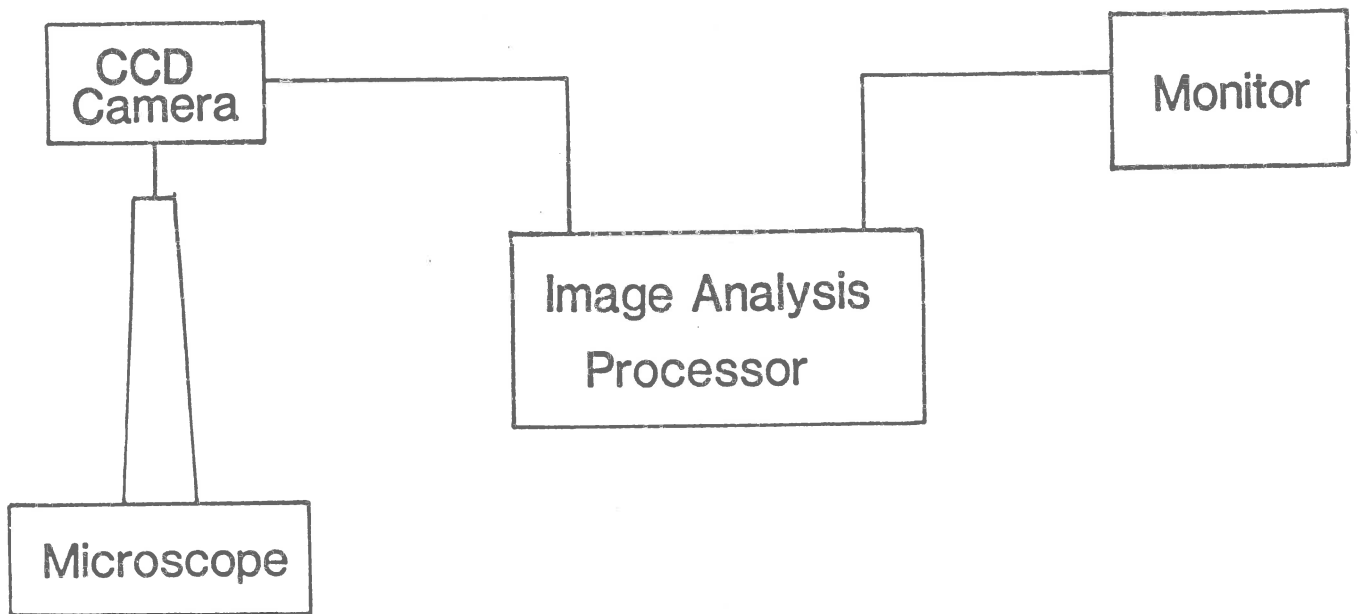 CCD
Camera
Monitor
Image Analysis
Processor
Microscope